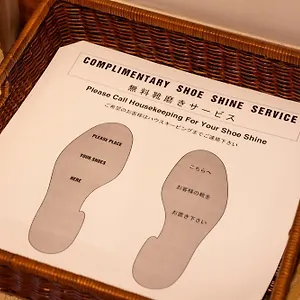 COMPLIMENTARY SHOE SHINE SERVICE
無料靴磨きサービス
Please Call Housekeeping For Your Shoe Shine
ご希望のお客様はハウスキーピングまでご連絡下さい
PLEASE PLACE
YOUR SHOES
HERE
こちらへ
お客様の靴を
お置き下さい